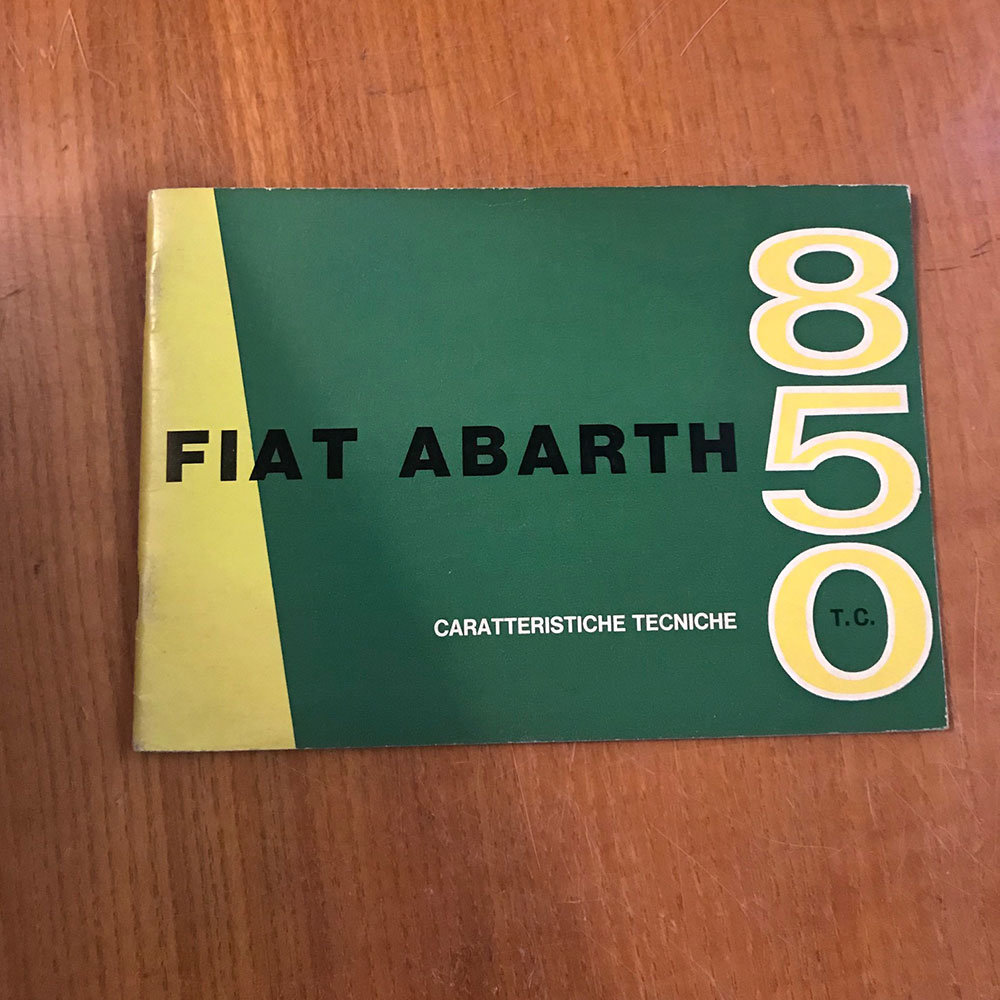 FIAT ABARTH
850
T.C.
CARATTERISTICHE TECNICHE